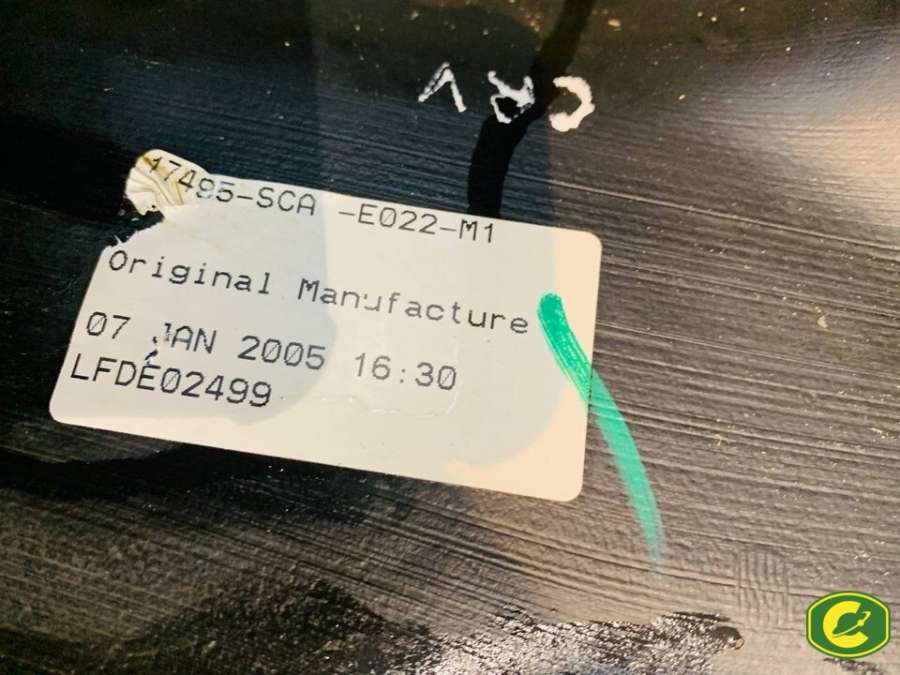 CRV
17495-SCA -E022-M1
Original Manufacture
07 JAN 2005 16:30
LFDE02499
C